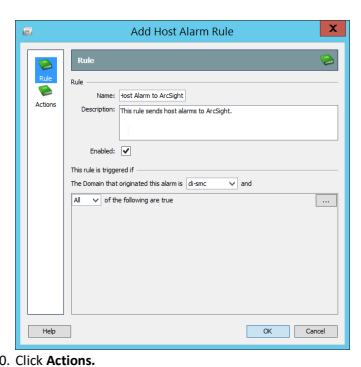 Add Host Alarm Rule
X
Rule
Actions
Rule
Rule
Name: Host Alarm to ArcSight
Description: This rule sends host alarms to ArcSight.
Enabled:
This rule is triggered if
The Domain that originated this alarm is di-smc and
All of the following are true
...
Help
OK
Cancel
0. Click Actions.